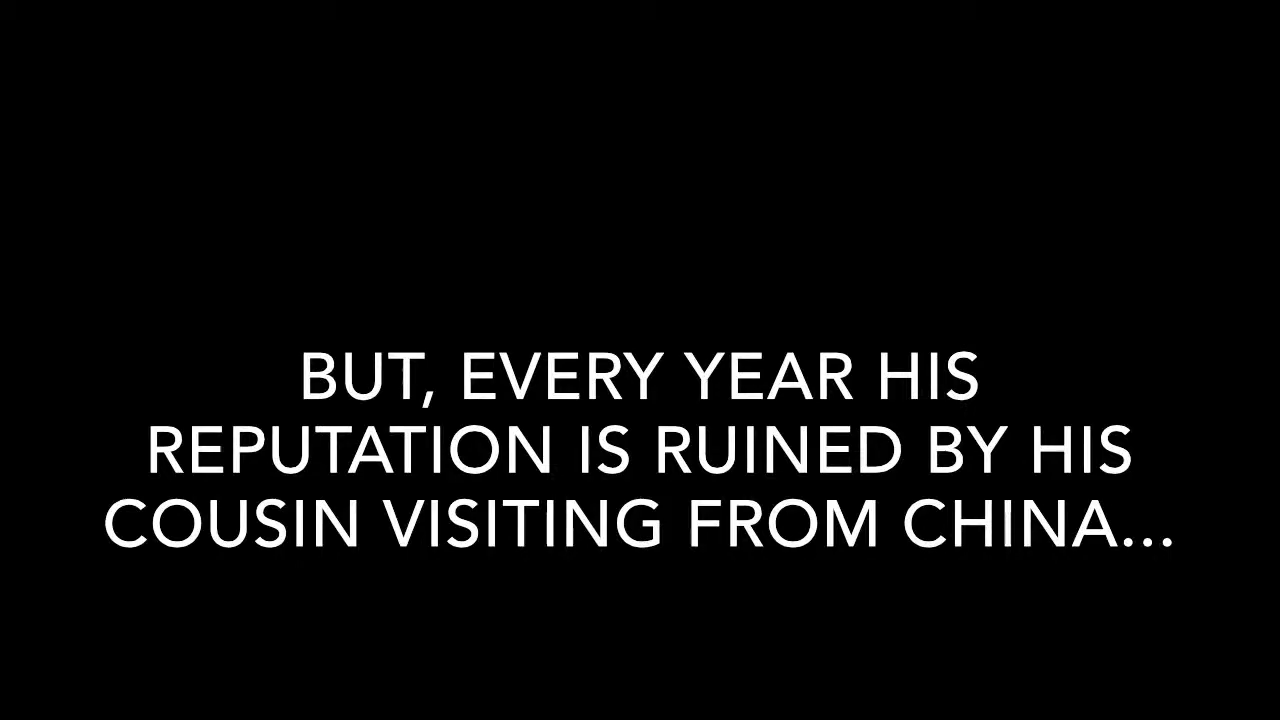 BUT, EVERY YEAR HIS
REPUTATION IS RUINED BY HIS
COUSIN VISITING FROM CHINA...